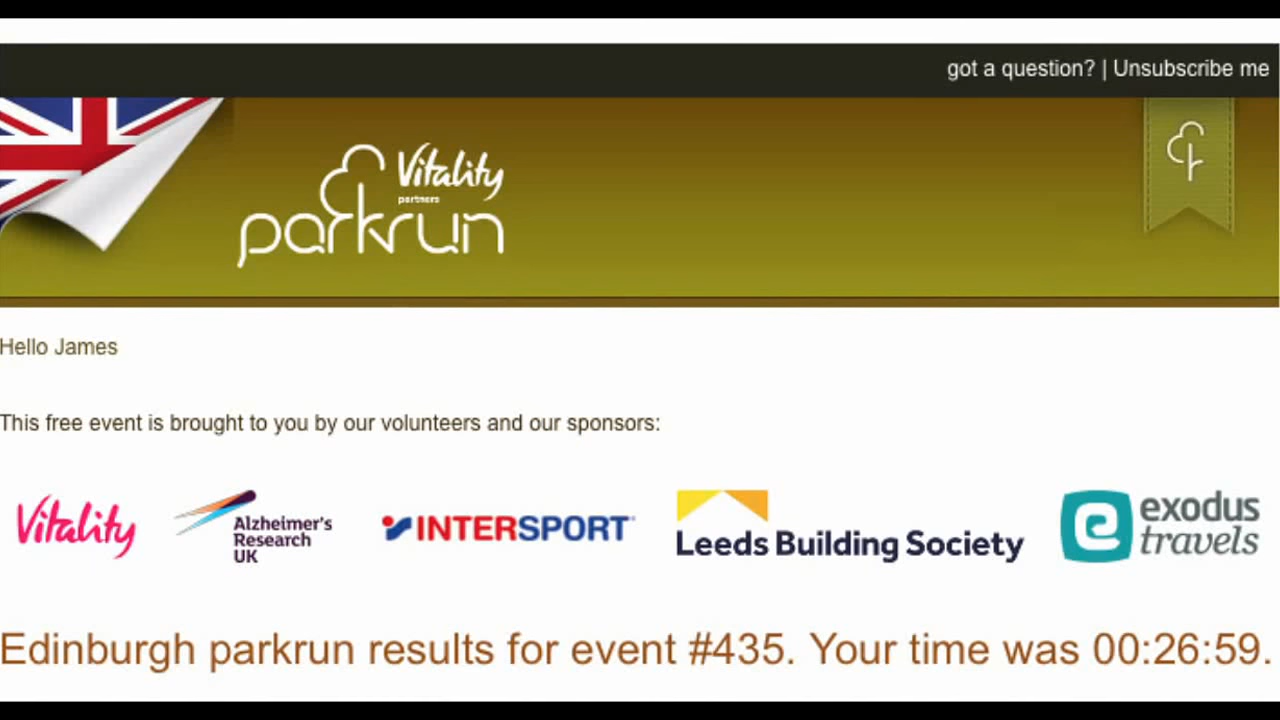 got a question? | Unsubscribe me
Vitality
partners
parkrun
Hello James
This free event is brought to you by our volunteers and our sponsors:
Vitality
Alzheimer's
Research
UK
INTERSPORT
Leeds Building Society
exodus
travels
Edinburgh parkrun results for event #435. Your time was 00:26:59.